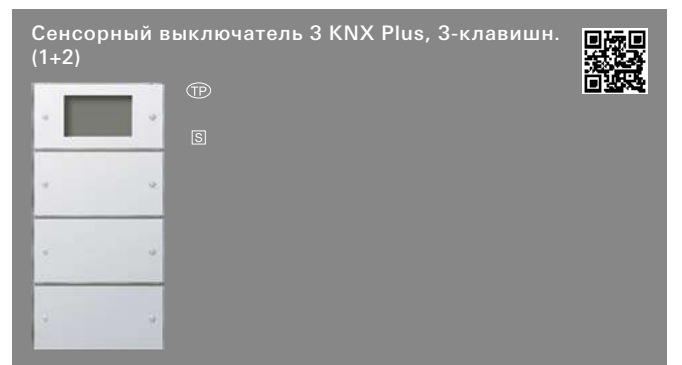 Сенсорный выключатель 3 KNX Plus, 3-клавишн.
(1+2)
TP
S